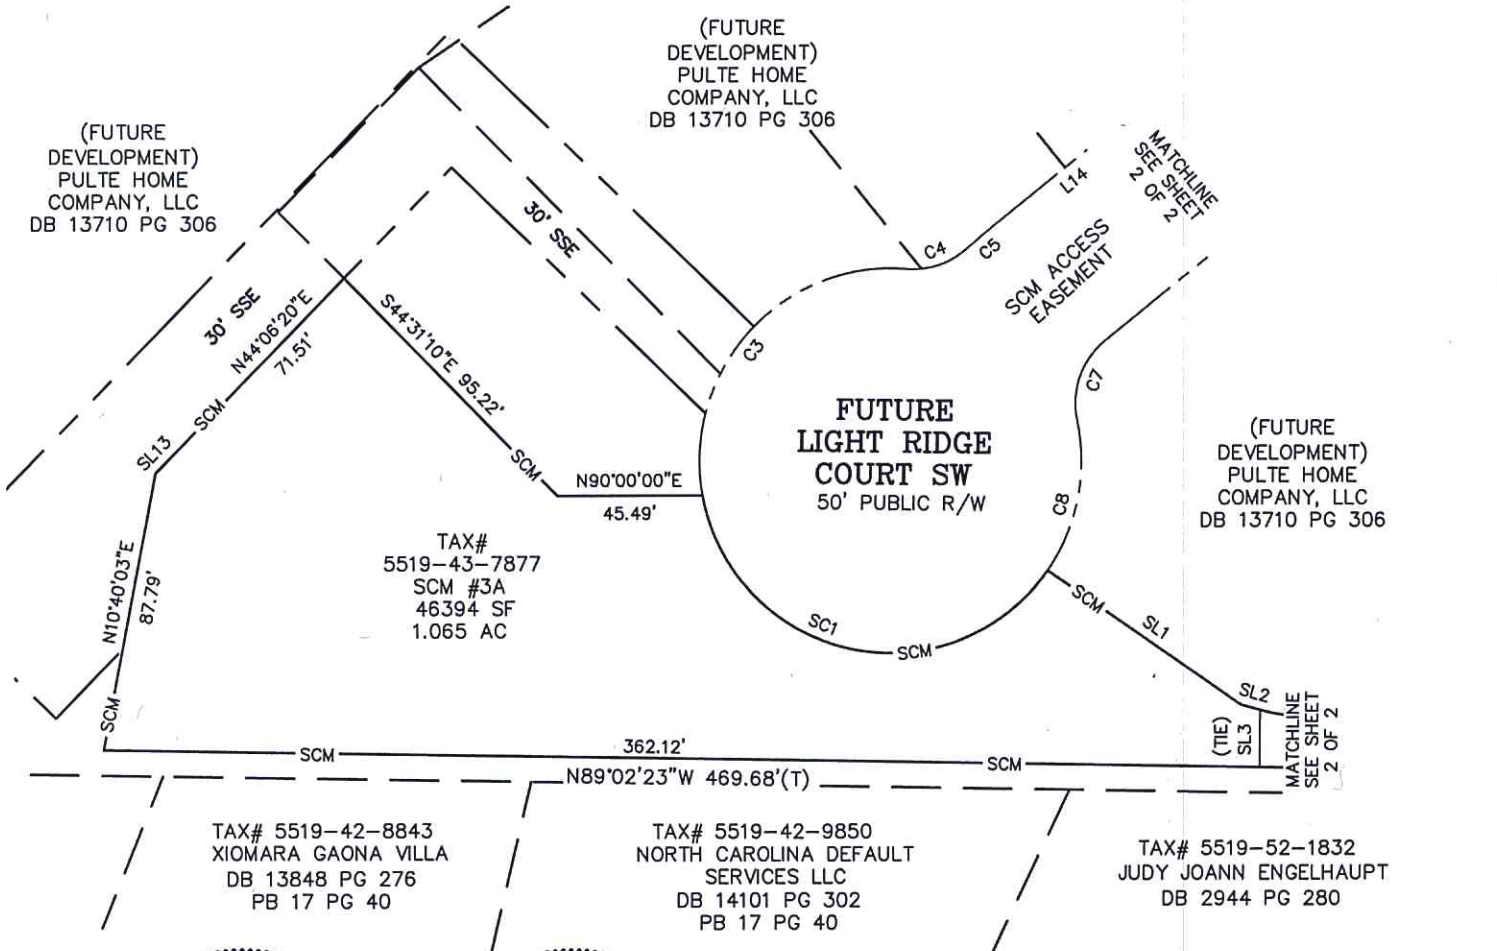 (FUTURE
DEVELOPMENT)
PULTE HOME
COMPANY, LLC
DB 13710 PG 306
(FUTURE
DEVELOPMENT)
PULTE HOME
COMPANY, LLC
DB 13710 PG 306
MATCHLINE
SEE SHEET
2 OF 2
L14
C4
C5
SCM ACCESS
EASEMENT
30' SSE
30' SSE
N44°06'20"E
71.51'
S44°31'10"E 95.22'
C3
C7
SCM
SL13
SCM
FUTURE
LIGHT RIDGE
COURT SW
50' PUBLIC R/W
C8
N90°00'00"E
45.49'
(FUTURE
DEVELOPMENT)
PULTE HOME
COMPANY, LLC
DB 13710 PG 306
N10°40'03"E
87.79'
TAX#
5519-43-7877
SCM #3A
46394 SF
1.065 AC
SC1
SCM
SCM
SL1
SL2
SCM
(TIE)
SL3
MATCHLINE
SEE SHEET
2 OF 2
SCM
362.12'
SCM
N89°02'23"W 469.68'(T)
TAX# 5519-42-8843
XIOMARA GAONA VILLA
DB 13848 PG 276
PB 17 PG 40
TAX# 5519-42-9850
NORTH CAROLINA DEFAULT
SERVICES LLC
DB 14101 PG 302
PB 17 PG 40
TAX# 5519-52-1832
JUDY JOANN ENGELHAUPT
DB 2944 PG 280